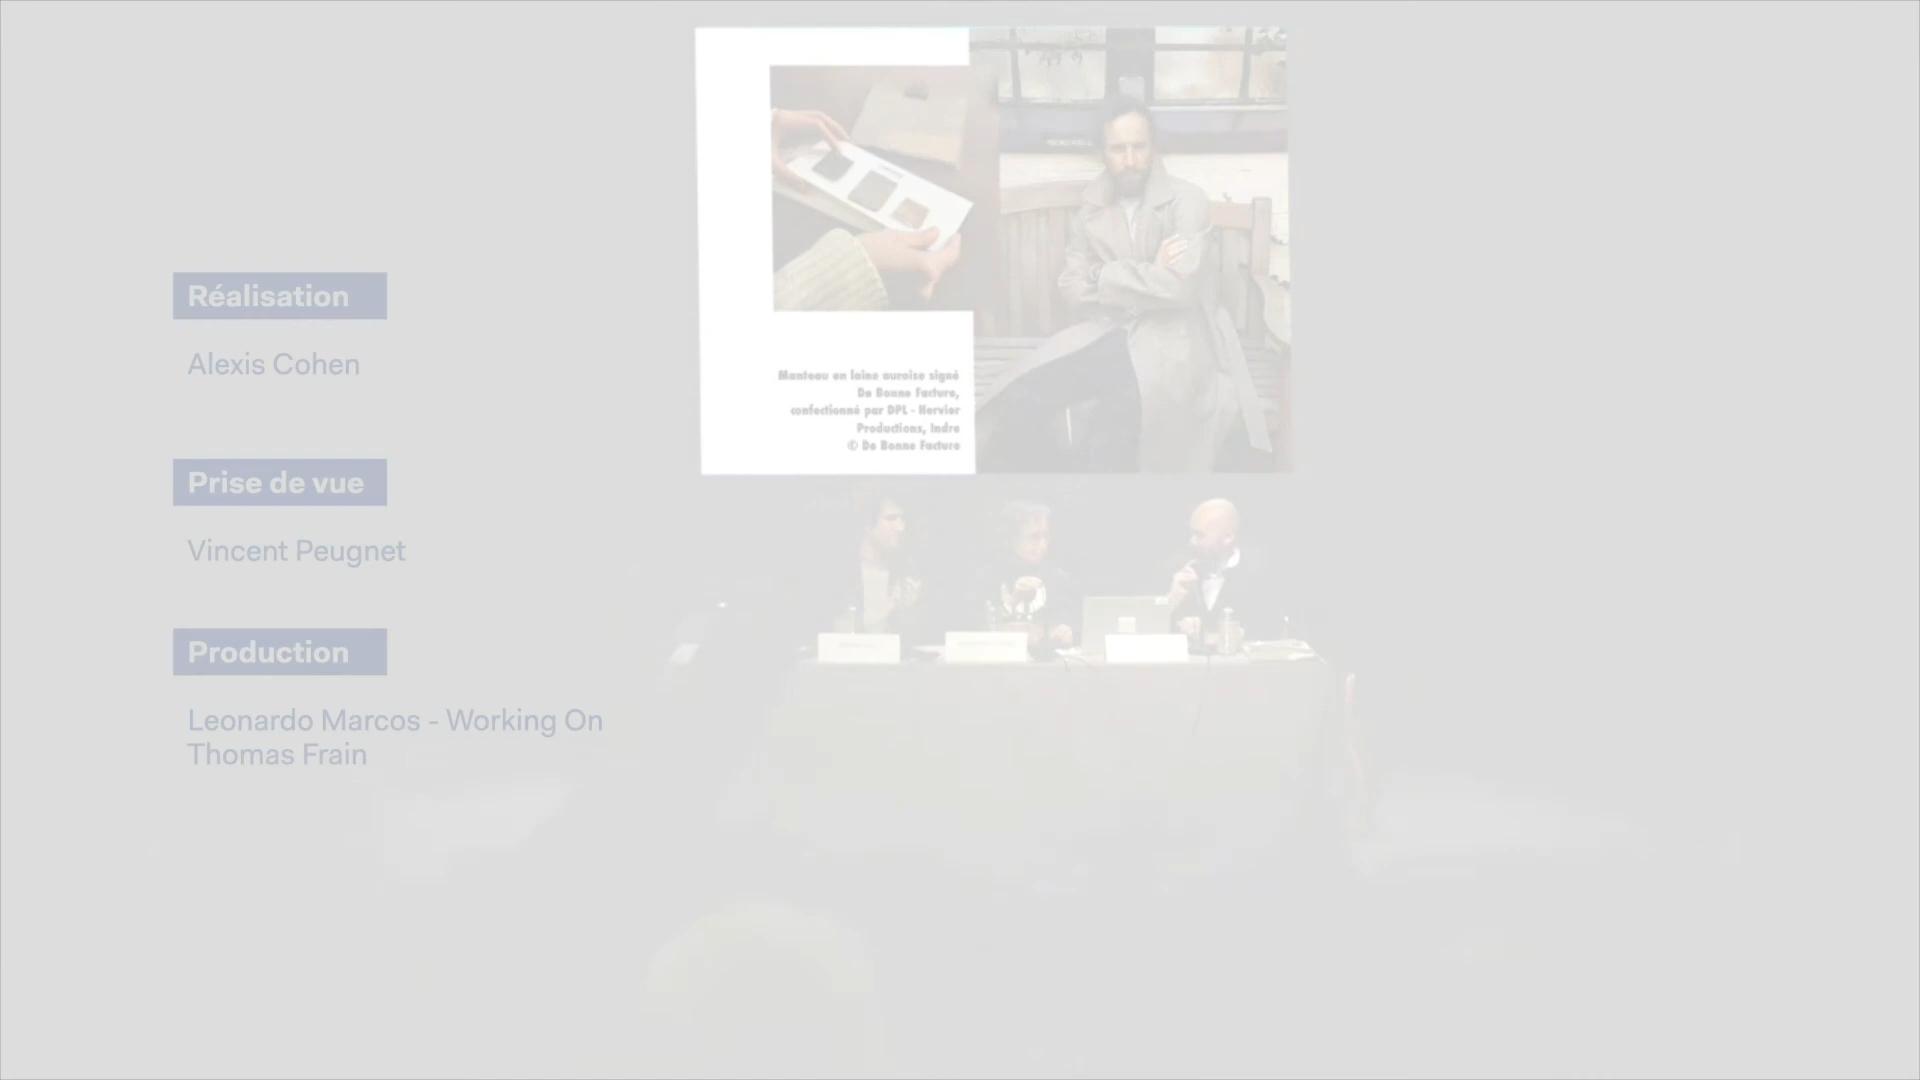 Réalisation
Alexis Cohen
Prise de vue
Vincent Peugnet
Production
Leonardo Marcos - Working On
Thomas Frain
Manteau en laine auroise signé
De Bonne Facture,
confectionné par DPL - Hervier
Productions, Indre
© De Bonne Facture